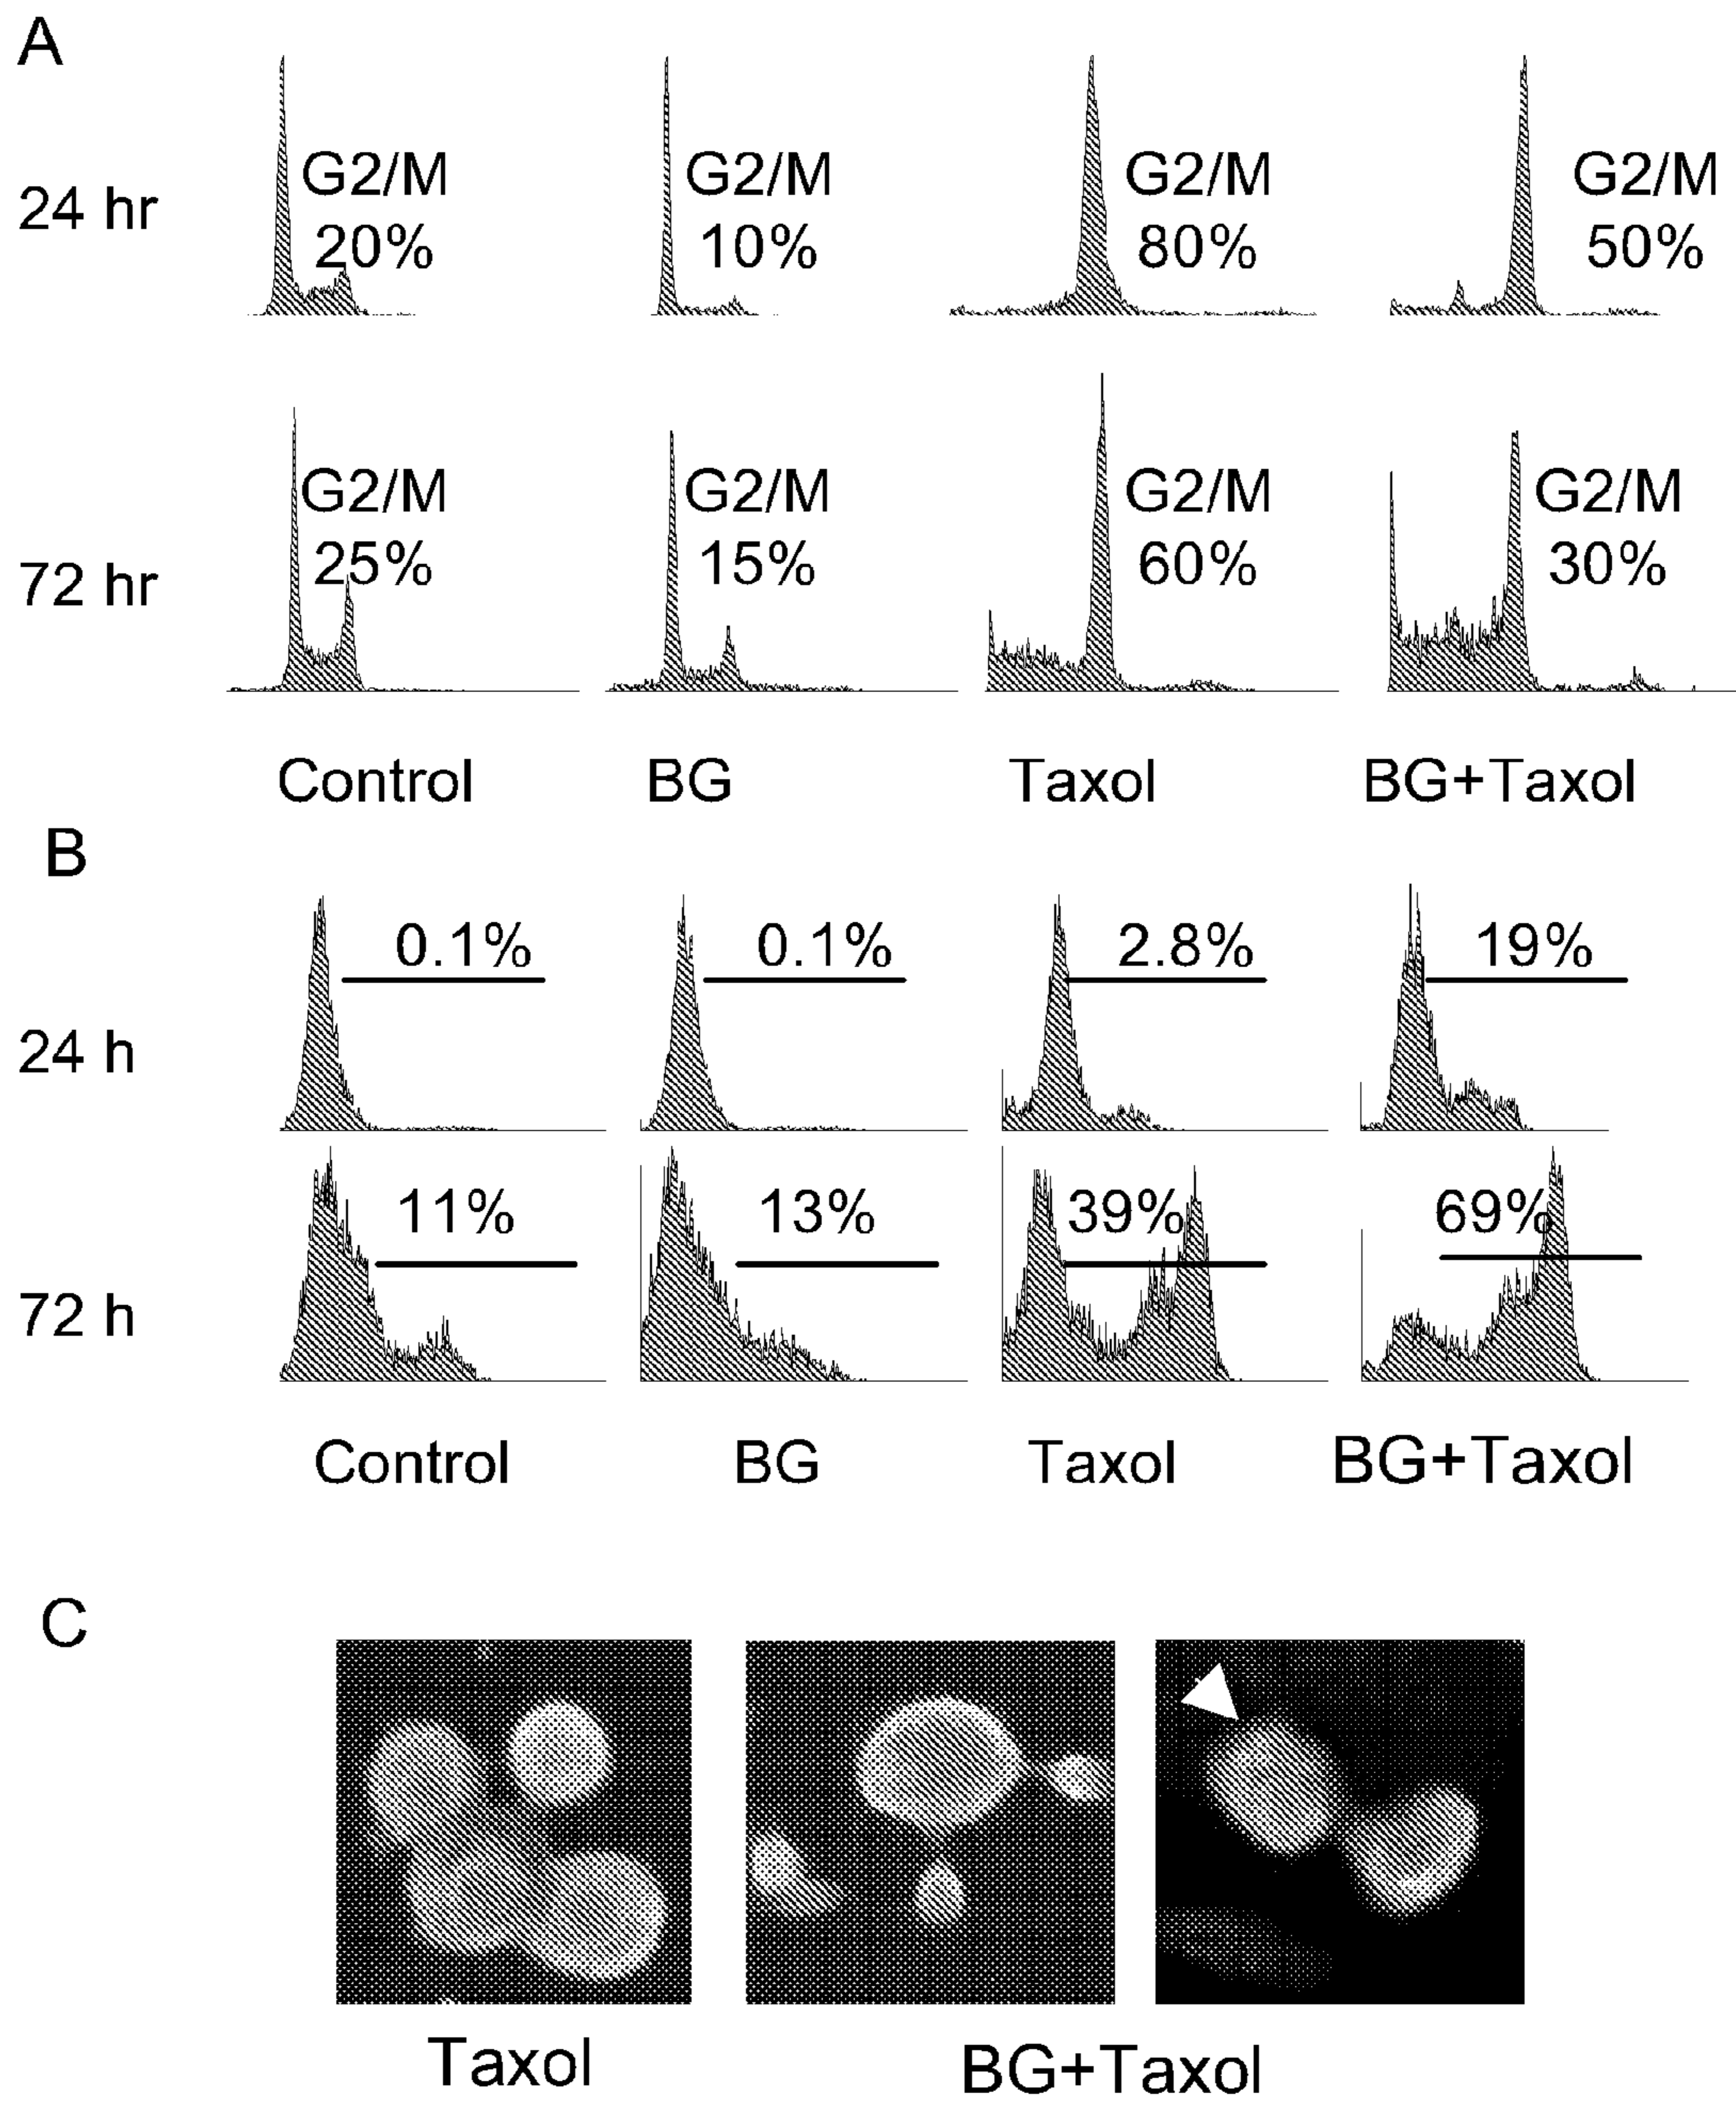 A
24 hr
G2/M
20%
G2/M
10%
G2/M
80%
G2/M
50%
72 hr
G2/M
25%
G2/M
15%
G2/M
60%
G2/M
30%
Control BG Taxol BG+Taxol
B
24 h
0.1% 0.1% 2.8% 19%
72 h
11% 13% 39% 69%
Control BG Taxol BG+Taxol
C
Taxol BG+Taxol